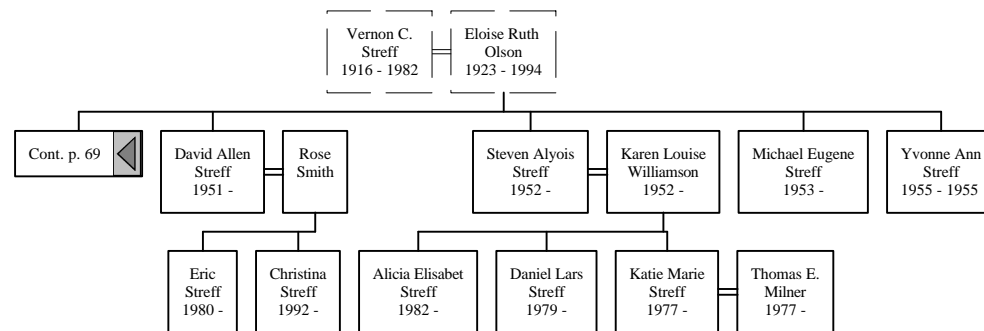 Vernon C.
Streff
1916 - 1982
Eloise Ruth
Olson
1923 - 1994
Cont. p. 69
David Allen
Streff
1951 -
Rose
Smith
Steven Alyois
Streff
1952 -
Karen Louise
Williamson
1952 -
Michael Eugene
Streff
1953 -
Yvonne Ann
Streff
1955 - 1955
Eric
Streff
1980 -
Christina
Streff
1992 -
Alicia Elisabet
Streff
1982 -
Daniel Lars
Streff
1979 -
Katie Marie
Streff
1977 -
Thomas E.
Milner
1977 -